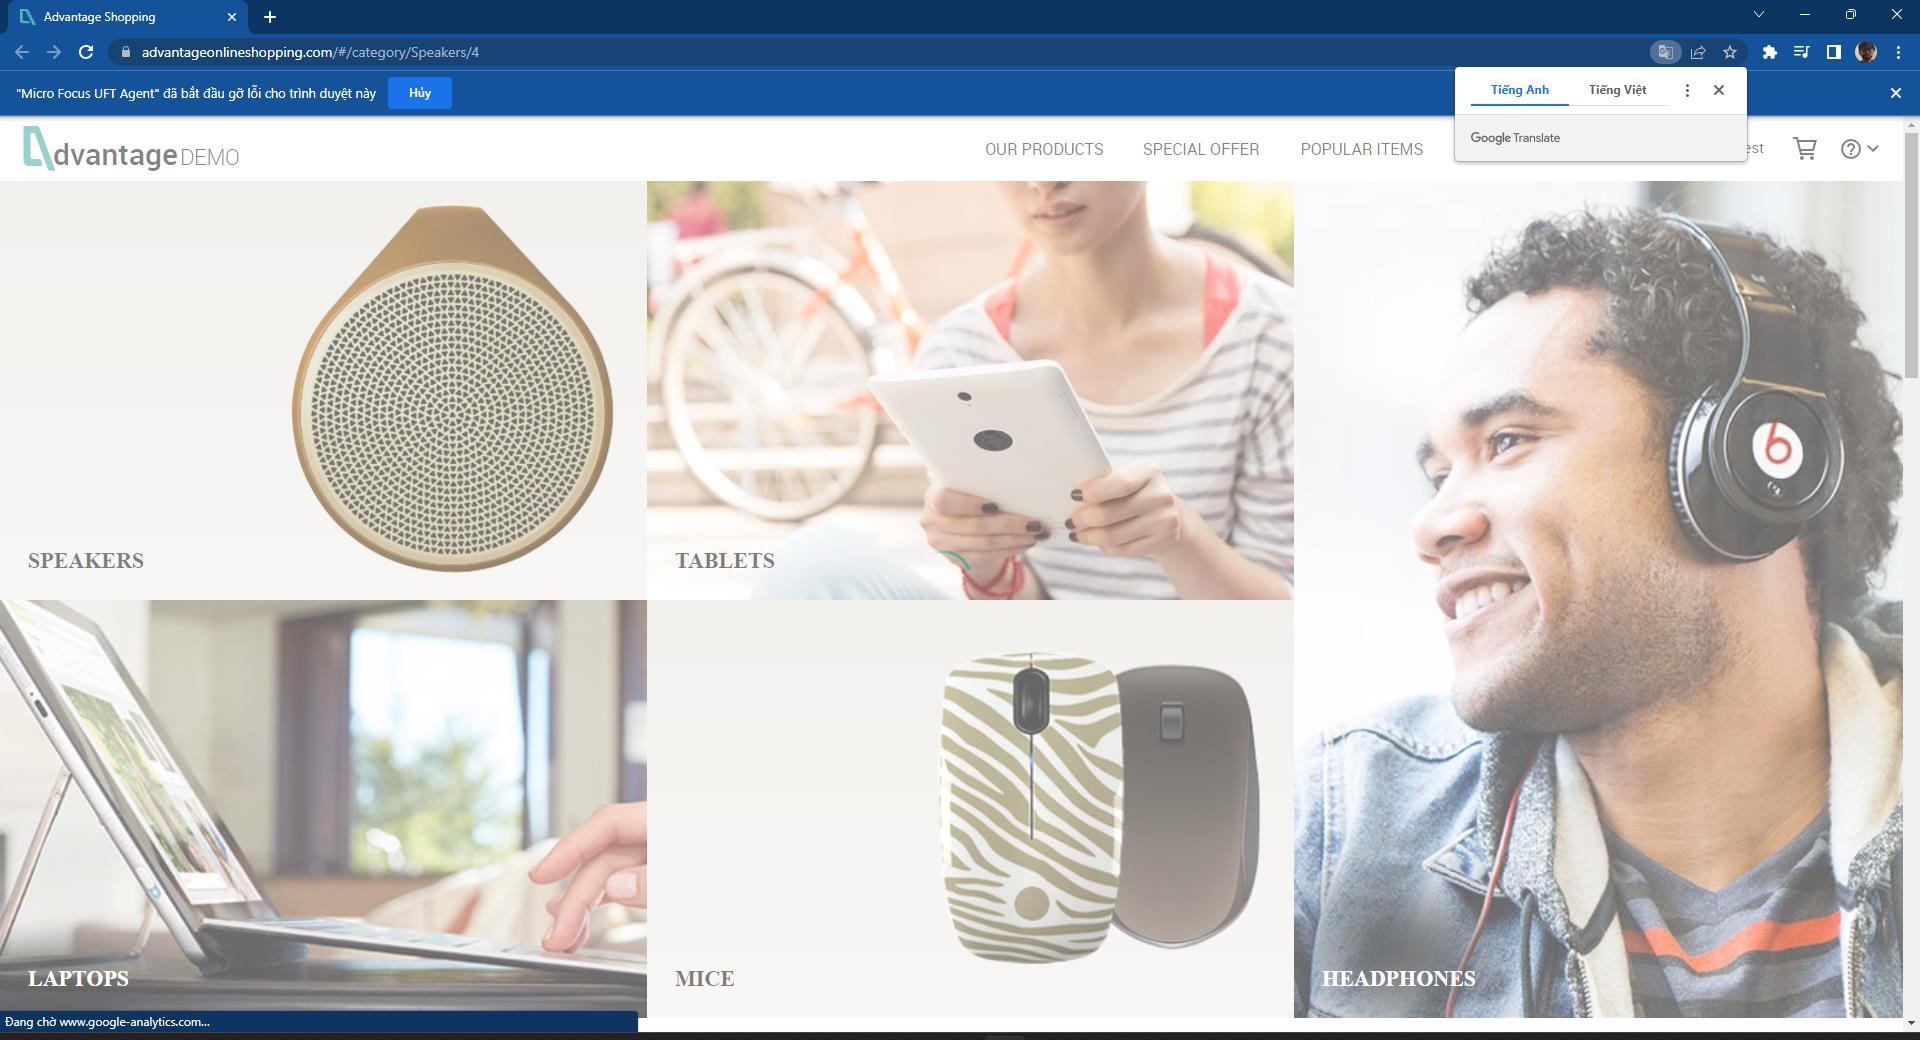 Advantage Shopping
advantageonlineshopping.com/#/category/Speakers/4
"Micro Focus UFT Agent" đã bắt đầu gỡ lỗi cho trình duyệt này
Hủy
Tiếng Anh
Tiếng Việt
Google Translate
dvantage DEMO
OUR PRODUCTS
SPECIAL OFFER
POPULAR ITEMS
est
SPEAKERS
TABLETS
LAPTOPS
MICE
HEADPHONES
Đang chờ www.google-analytics.com...